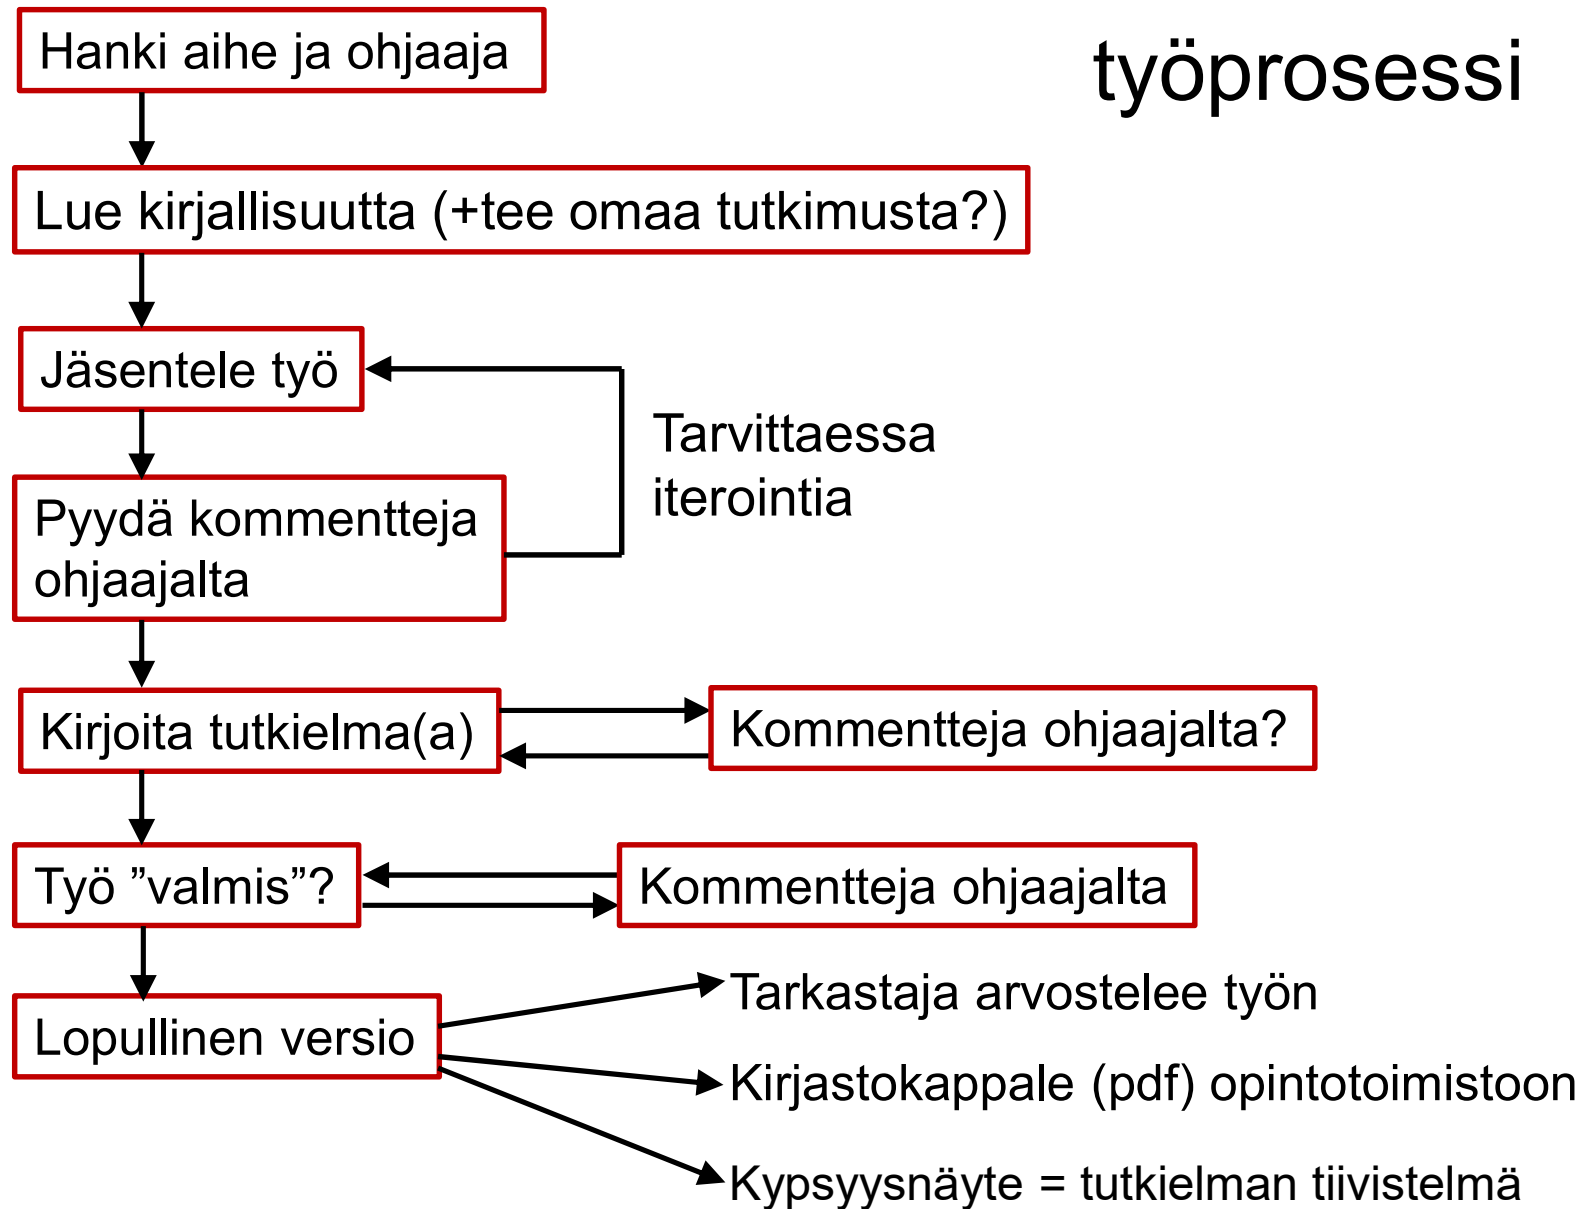 työprosessi
Hanki aihe ja ohjaaja
Lue kirjallisuutta (+tee omaa tutkimusta?)
Jäsentele työ
Tarvittaessa
iterointia
Pyydä kommentteja
ohjaajalta
Kirjoita tutkielma(a)
Kommentteja ohjaajalta?
Työ ”valmis”?
Kommentteja ohjaajalta
Lopullinen versio
Tarkastaja arvostelee työn
Kirjastokappale (pdf) opintotoimistoon
Kypsyysnäyte = tutkielman tiivistelmä